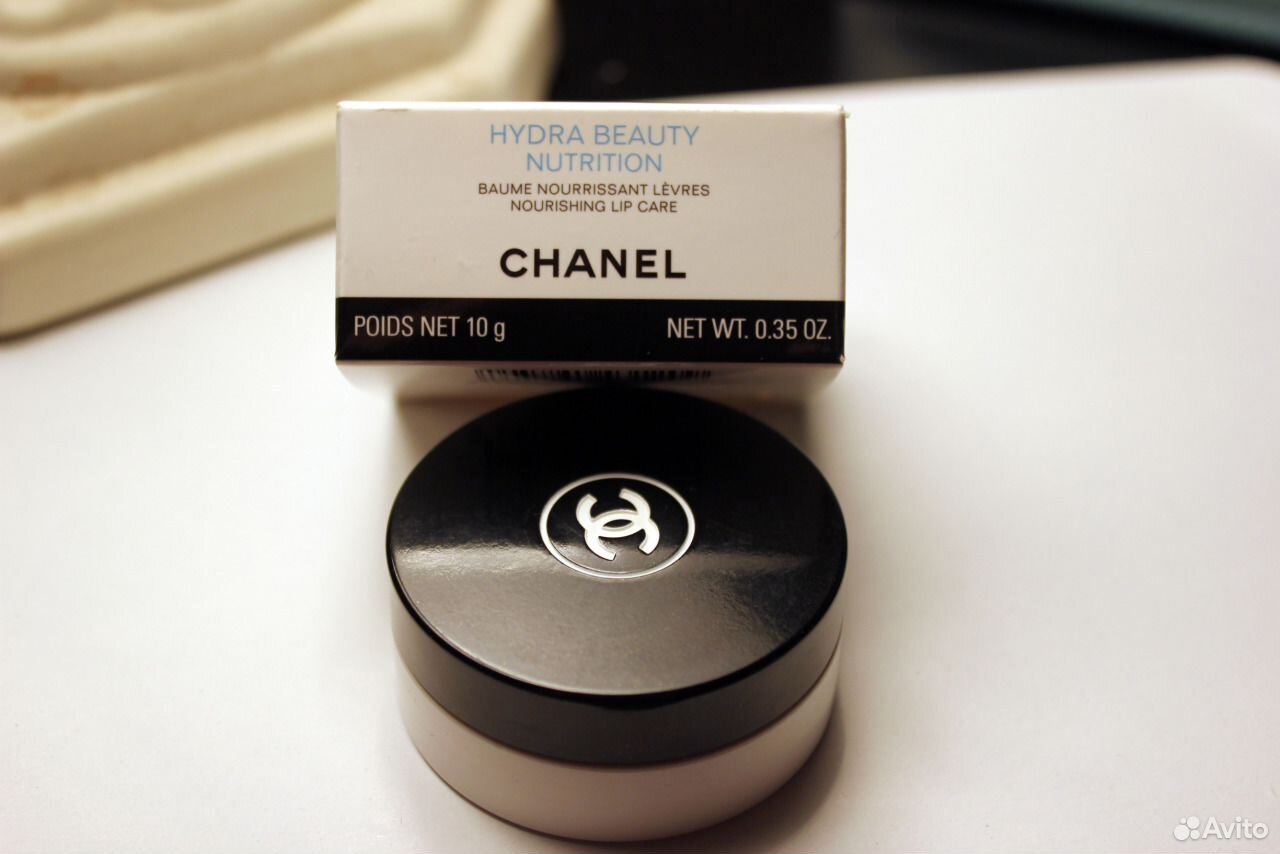 HYDRA BEAUTY
NUTRITION
BAUME NOURRISSANT LÈVRES
NOURISHING LIP CARE
CHANEL
POIDS NET 10 g
NET WT. 0.35 OZ.
Avito